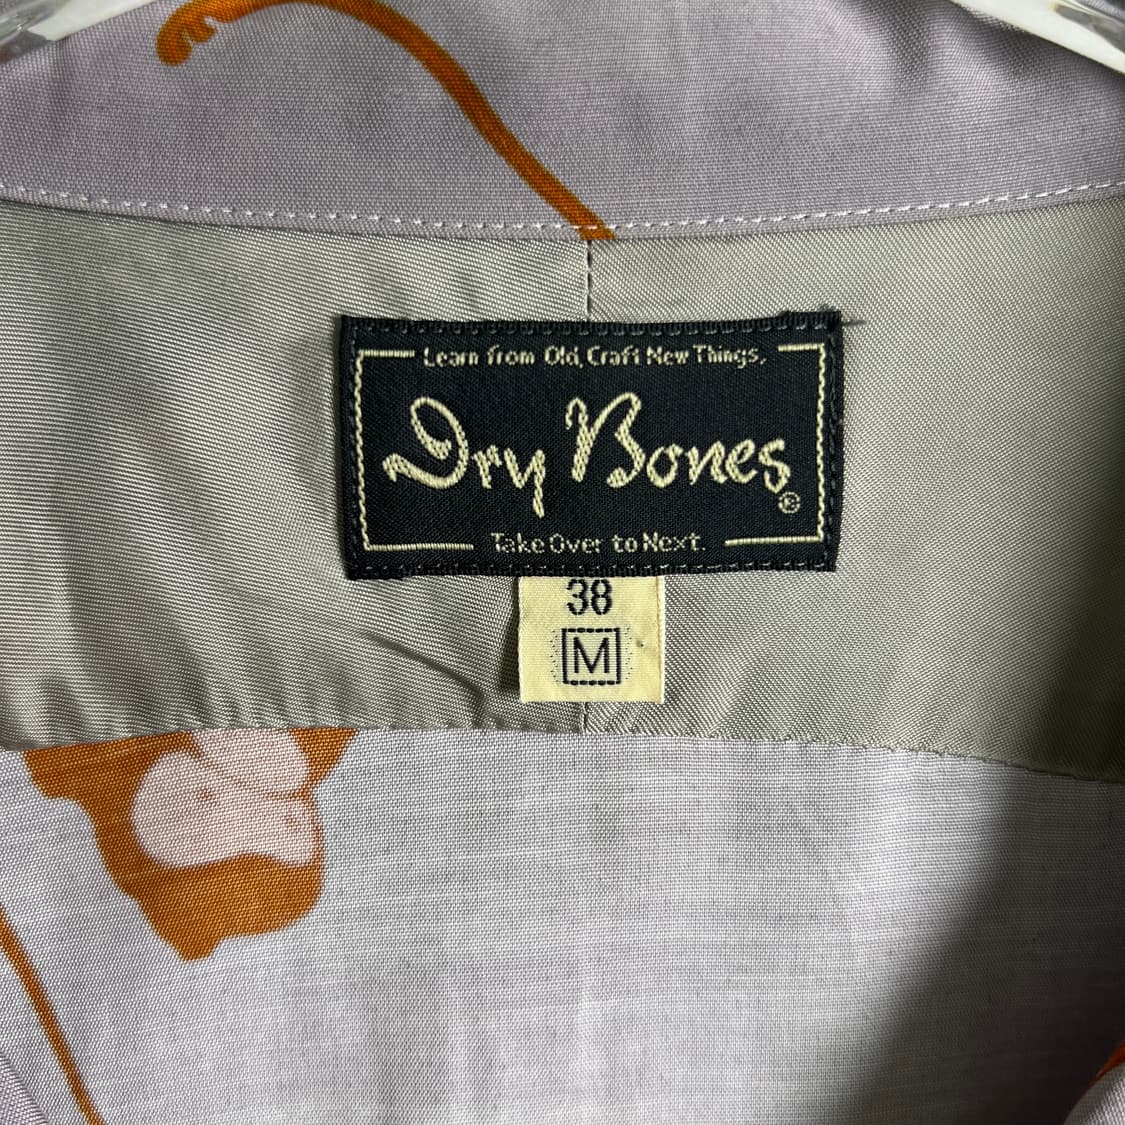 Learn from Old, Craft New Things.
Dry Bones®
Take Over to Next.
38
M